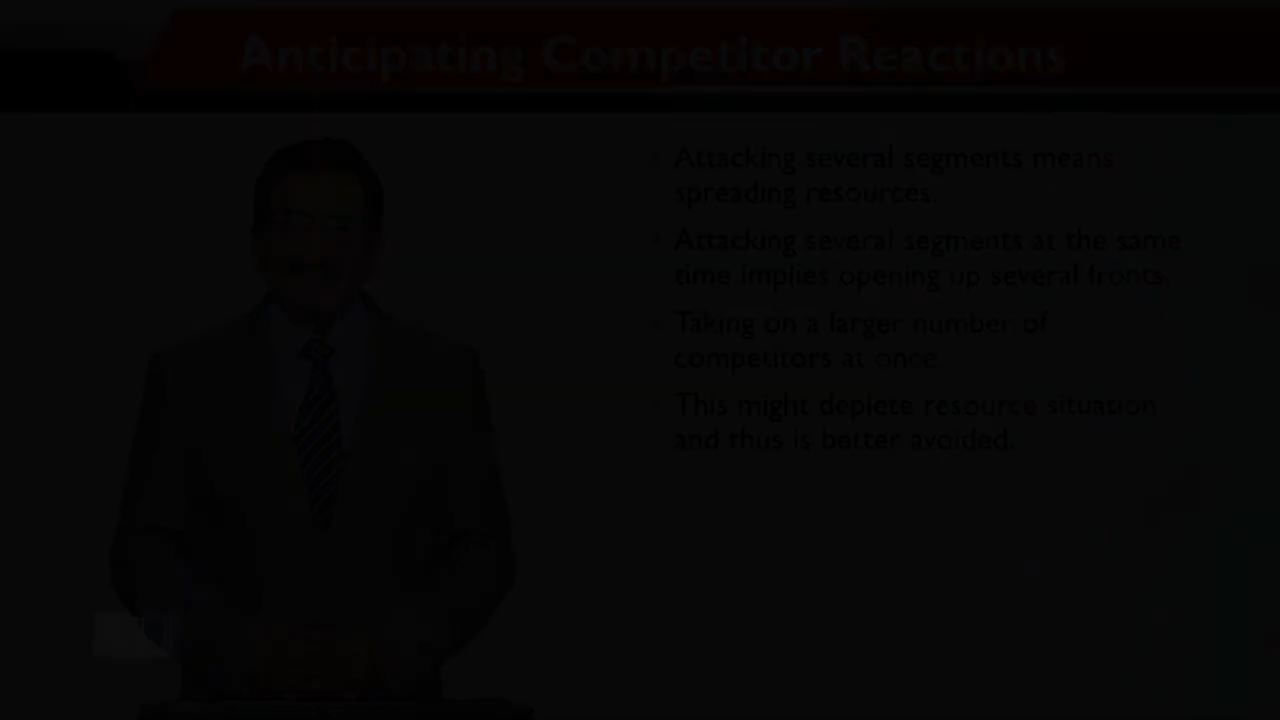 Anticipating Competitor Reactions
Attacking several segments means
spreading resources.
Attacking several segments at the same
time implies opening up several fronts.
Taking on a larger number of
competitors at once.
This might deplete resource situation
and thus is better avoided.